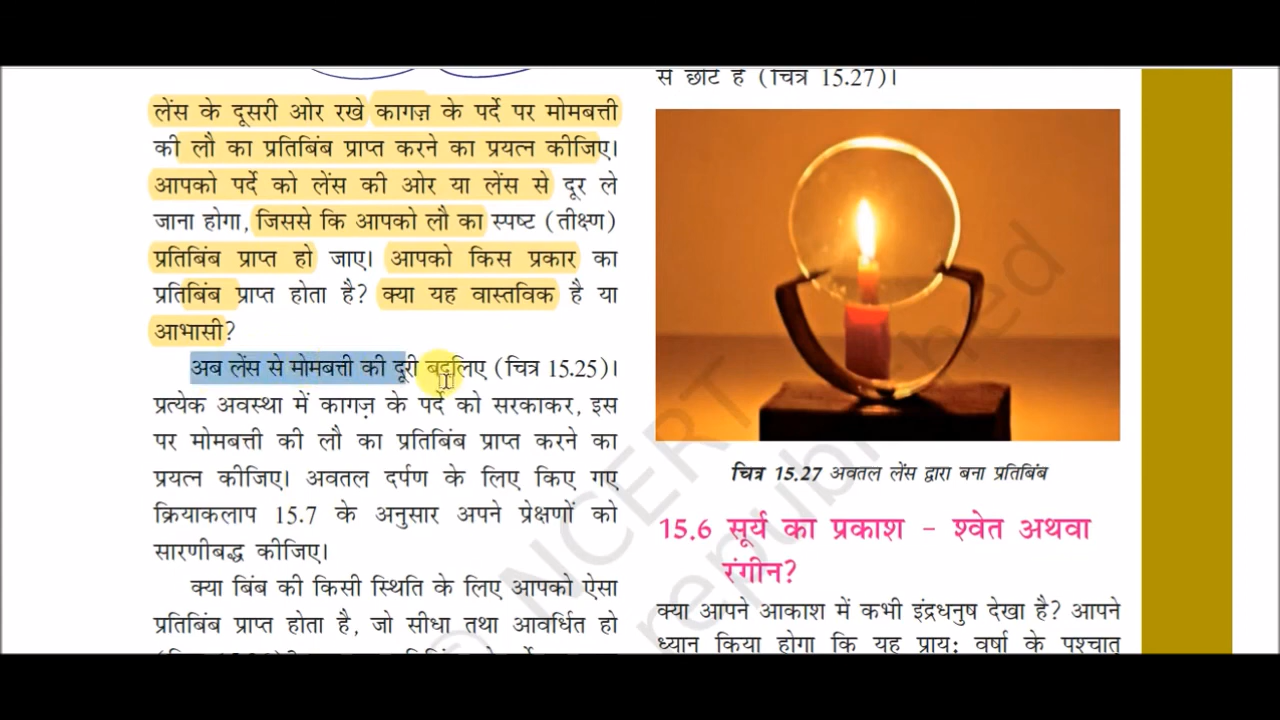 लेंस के दूसरी ओर रखे कागज़ के पर्दे पर मोमबत्ती
की लौ का प्रतिबिंब प्राप्त करने का प्रयत्न कीजिए।
आपको पर्दे को लेंस की ओर या लेंस से दूर ले
जाना होगा, जिससे कि आपको लौ का स्पष्ट (तीक्ष्ण)
प्रतिबिंब प्राप्त हो जाए। आपको किस प्रकार का
प्रतिबिंब प्राप्त होता है? क्या यह वास्तविक है या
आभासी?
अब लेंस से मोमबत्ती की दूरी बदलिए (चित्र 15.25)।
प्रत्येक अवस्था में कागज़ के पर्दे को सरकाकर, इस
पर मोमबत्ती की लौ का प्रतिबिंब प्राप्त करने का
प्रयत्न कीजिए। अवतल दर्पण के लिए किए गए
क्रियाकलाप 15.7 के अनुसार अपने प्रेक्षणों को
सारणीबद्ध कीजिए।
क्या बिंब की किसी स्थिति के लिए आपको ऐसा
प्रतिबिंब प्राप्त होता है, जो सीधा तथा आवर्धित हो
से छोटे हैं (चित्र 15.27)।
चित्र 15.27 अवतल लेंस द्वारा बना प्रतिबिंब
15.6 सूर्य का प्रकाश – श्वेत अथवा
रंगीन?
क्या आपने आकाश में कभी इंद्रधनुष देखा है? आपने
ध्यान किया होगा कि यह प्राय: वर्षा के पश्चात्
© NCERT
republished